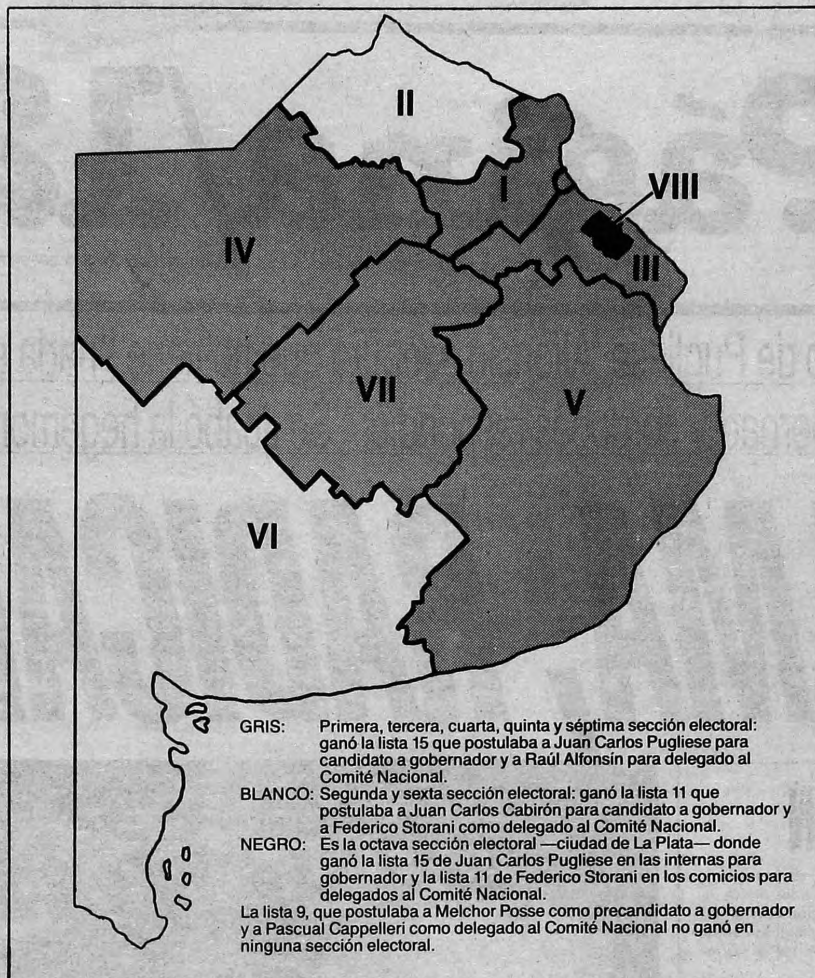 II
I
VIII
IV
III
VII
V
VI
GRIS: Primera, tercera, cuarta, quinta y séptima sección electoral:
ganó la lista 15 que postulaba a Juan Carlos Pugliese para
candidato a gobernador y a Raúl Alfonsín para delegado al
Comité Nacional.
BLANCO: Segunda y sexta sección electoral: ganó la lista 11 que
postulaba a Juan Carlos Cabirón para candidato a gobernador y
a Federico Storani como delegado al Comité Nacional.
NEGRO: Es la octava sección electoral —ciudad de La Plata— donde
ganó la lista 15 de Juan Carlos Pugliese en las internas para
gobernador y la lista 11 de Federico Storani en los comicios para
delegados al Comité Nacional.
La lista 9, que postulaba a Melchor Posse como precandidato a gobernador
y a Pascual Cappelleri como delegado al Comité Nacional no ganó en
ninguna sección electoral.